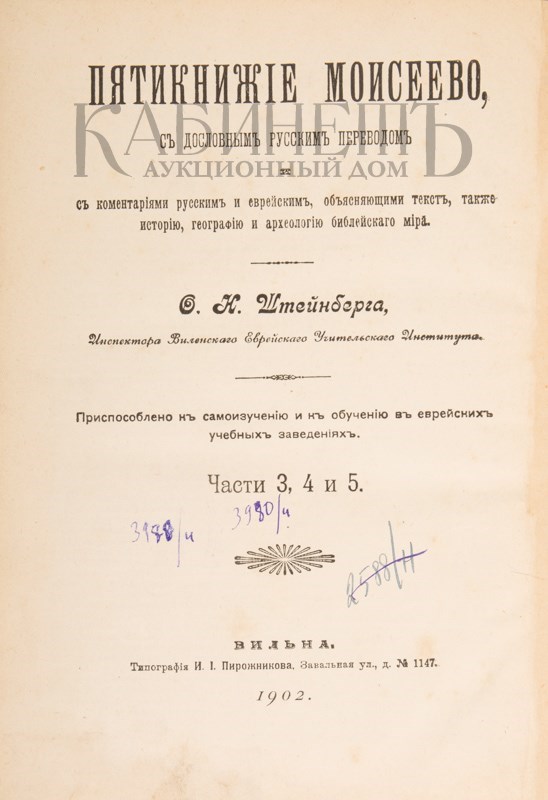 ПЯТИКНИЖІЕ МОИСЕЕВО,
КАБИНЕТЪ
СЪ ДОСЛОВНЫМЪ РУССКИМЪ ПЕРЕВОДОМЪ
АУКЦИОННЫЙ ДОМ
и
съ коментаріями русскимъ и еврейскимъ, объясняющими текстъ, также
исторію, географію и археологію библейскаго міра.
О. Н. Штейнберга,
Инспектора Виленскаго Еврейскаго Учительскаго Института.
Приспособлено къ самоизученію и къ обученію въ еврейскихъ
учебныхъ заведеніяхъ.
Части 3, 4 и 5.
3980/и
2588/н
ВИЛЬНА.
Типографія И. І. Пирожникова, Завальная ул., д. № 1147.
1902.